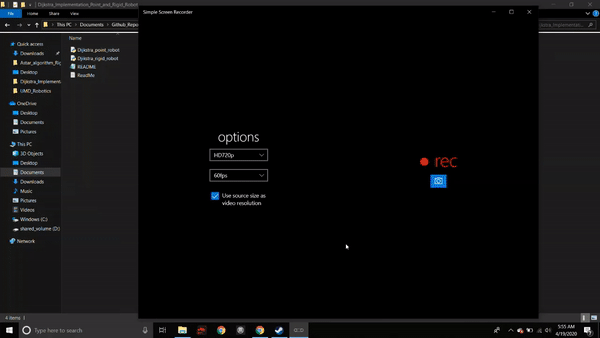 Dijkstra_Implementation_Point_and_Rigid_Robot
File
Home
Share
View
This PC
Documents
Github_Repo
Name
Quick access
Downloads
Astar_algorithm_Rig
Desktop
Dijkstra_Implement
UMD_Robotics
OneDrive
Desktop
Documents
Pictures
This PC
3D Objects
Desktop
Documents
Downloads
Music
Pictures
Videos
Windows (C:)
shared_volume (D:)
Network
Dijkstra_point_robot
Dijkstra_rigid_robot
README
ReadMe
Simple Screen Recorder
options
HD720p
60fps
Use source size as
video resolution
rec
4 items
Type here to search
5:55 AM
4/19/2020